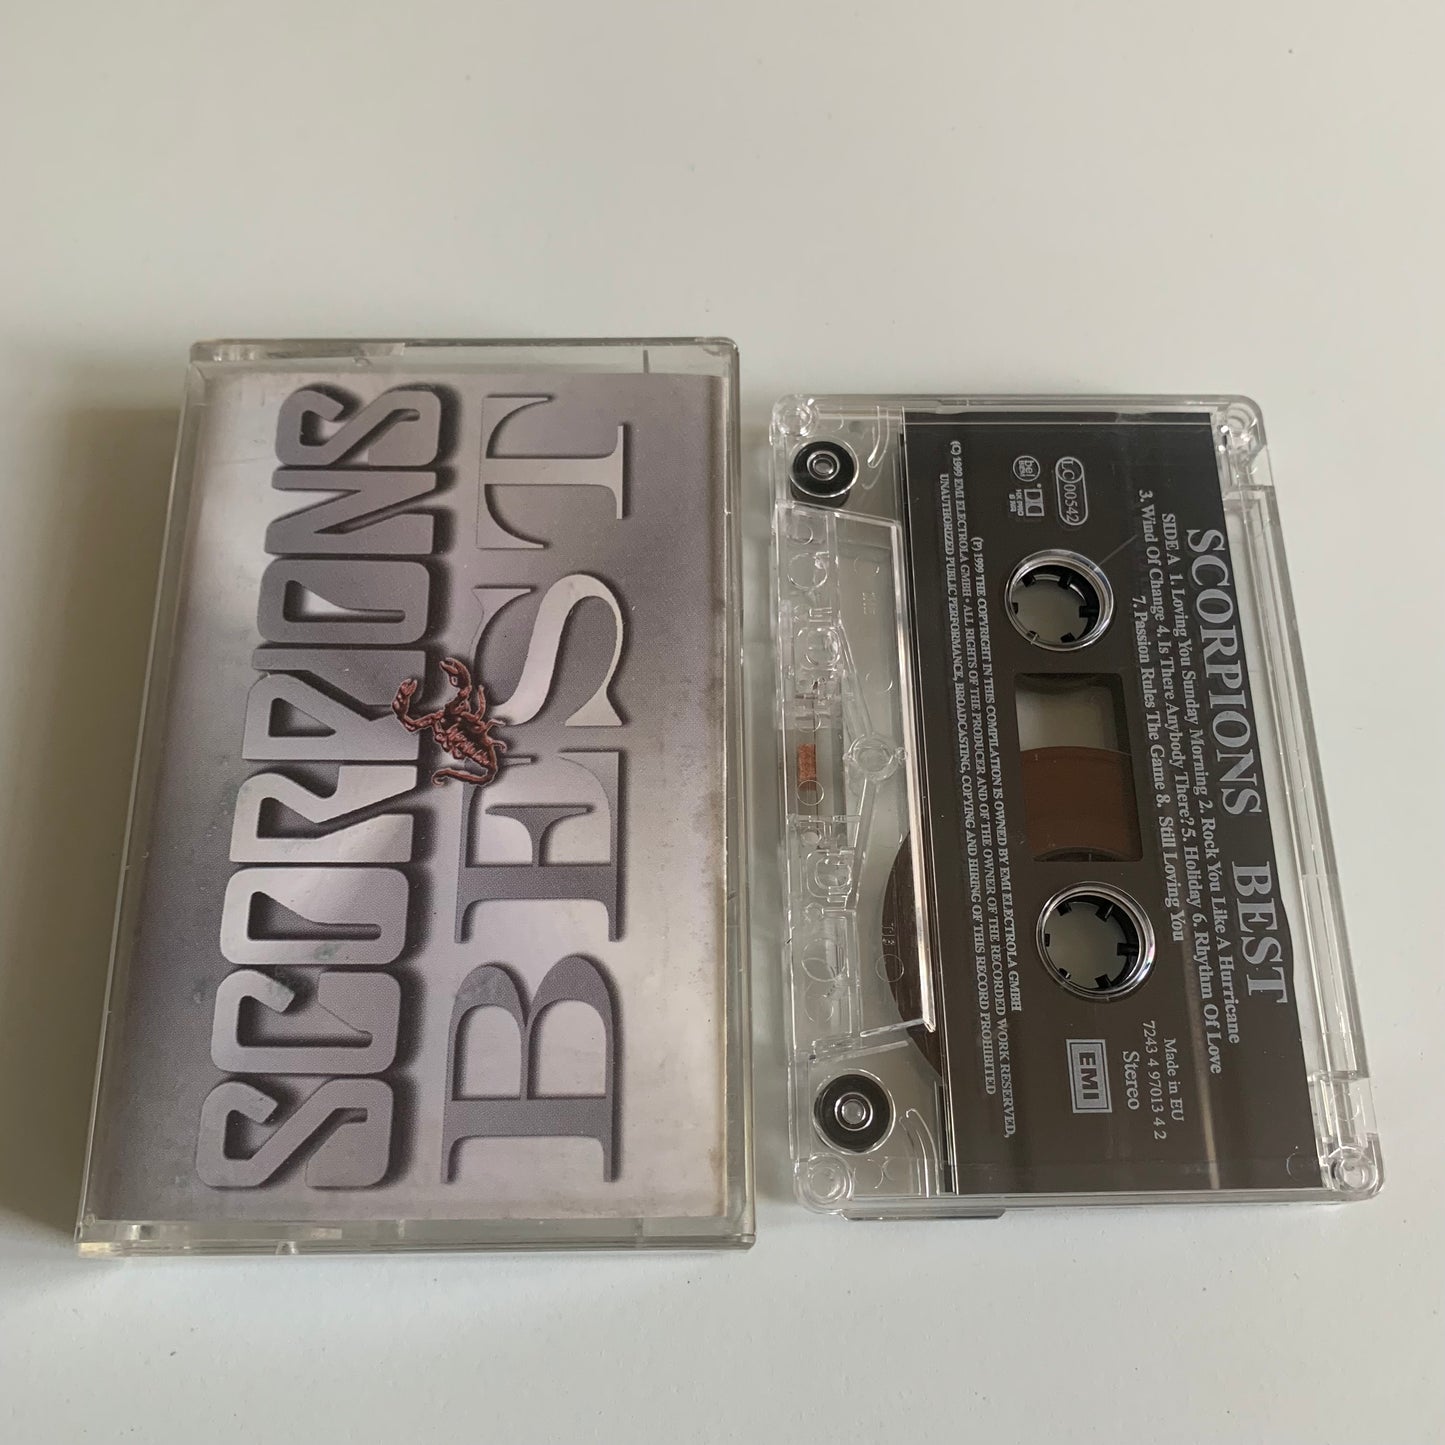 SCORPIONS
BEST
SCORPIONS BEST
SIDE A 1. Loving You Sunday Morning 2. Rock You Like A Hurricane
3. Wind Of Change 4. Is There Anybody There? 5. Holiday 6. Rhythm Of Love
7. Passion Rules The Game 8. Still Loving You
LC 00542
Made in EU
7243 4 97013 4 2
Stereo
EMI
(P) 1999 THE COPYRIGHT IN THIS COMPILATION IS OWNED BY EMI ELECTROLA GMBH
(C) 1999 EMI ELECTROLA GMBH • ALL RIGHTS OF THE PRODUCER AND OF THE OWNER OF THE RECORDED WORK RESERVED,
UNAUTHORIZED PUBLIC PERFORMANCE, BROADCASTING, COPYING AND HIRING OF THIS RECORD PROHIBITED